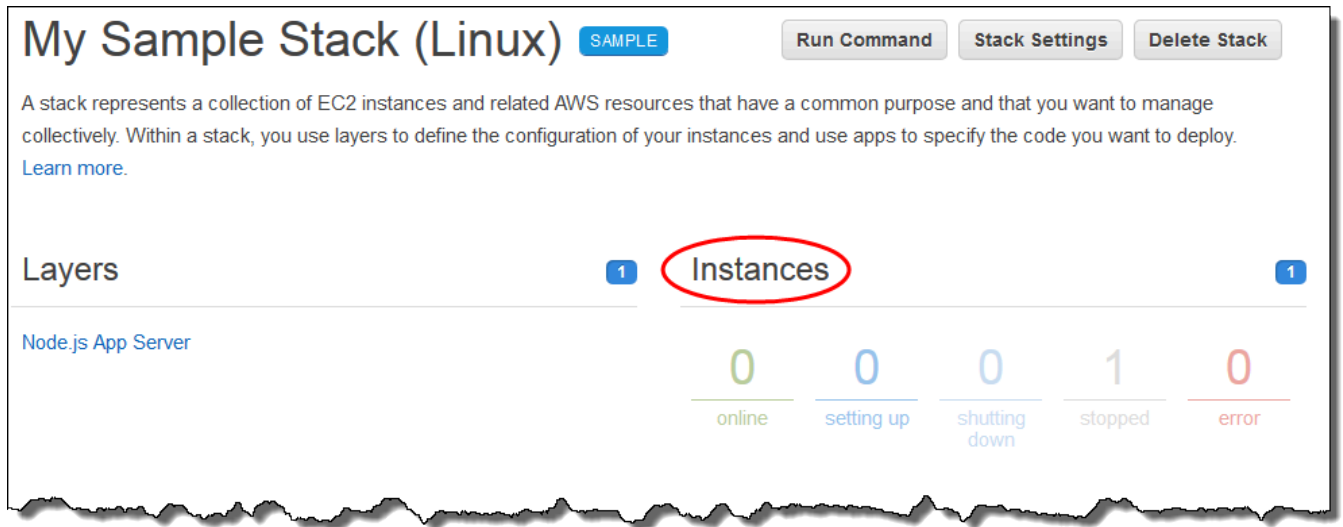 My Sample Stack (Linux) SAMPLE Run Command Stack Settings Delete Stack
A stack represents a collection of EC2 instances and related AWS resources that have a common purpose and that you want to manage
collectively. Within a stack, you use layers to define the configuration of your instances and use apps to specify the code you want to deploy.
Learn more.
Layers 1
Node.js App Server
Instances 1
0 0 0 1 0
online setting up shutting down stopped error